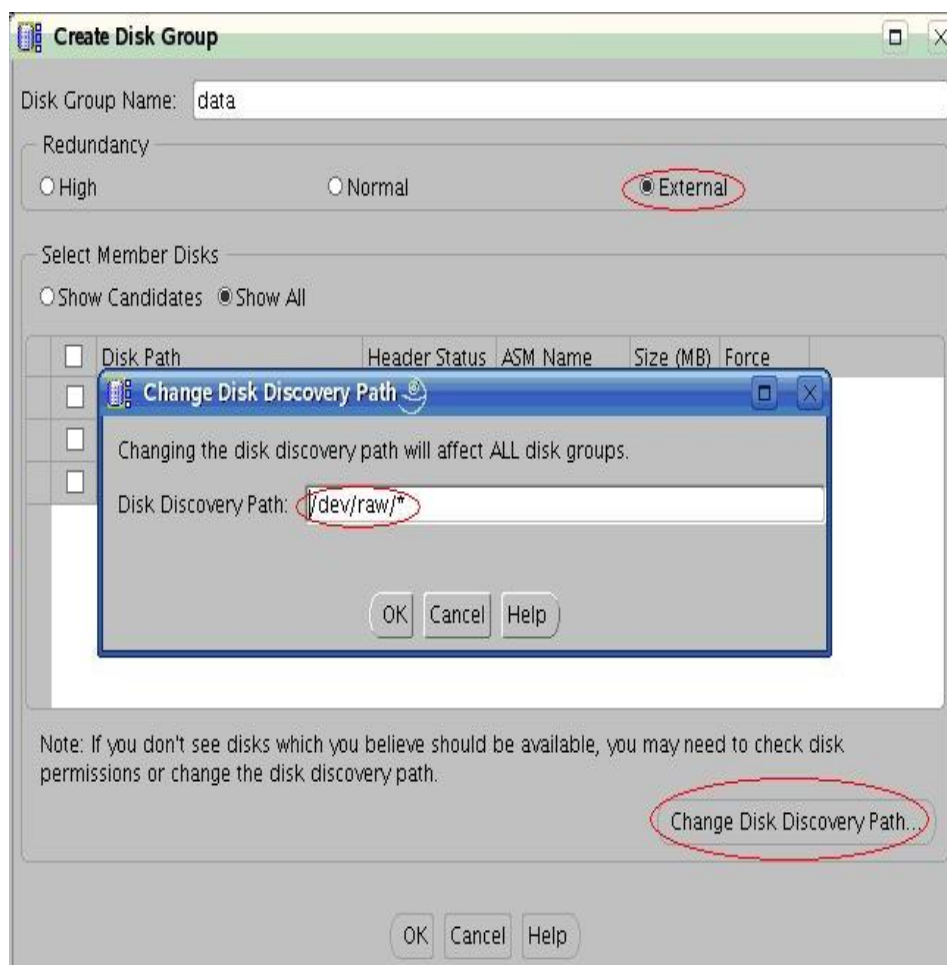 Create Disk Group
Disk Group Name: data
Redundancy
High Normal External
Select Member Disks
Show Candidates Show All
Disk Path Header Status ASM Name Size (MB) Force
Change Disk Discovery Path
Changing the disk discovery path will affect ALL disk groups.
Disk Discovery Path: /dev/raw/*
OK Cancel Help
Note: If you don't see disks which you believe should be available, you may need to check disk
permissions or change the disk discovery path.
Change Disk Discovery Path...
OK Cancel Help